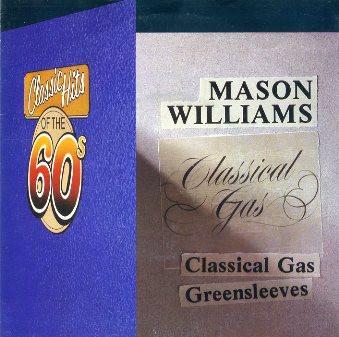 Classic Hits
OF THE
60s
MASON
WILLIAMS
Classical
Gas
Classical Gas
Greensleeves